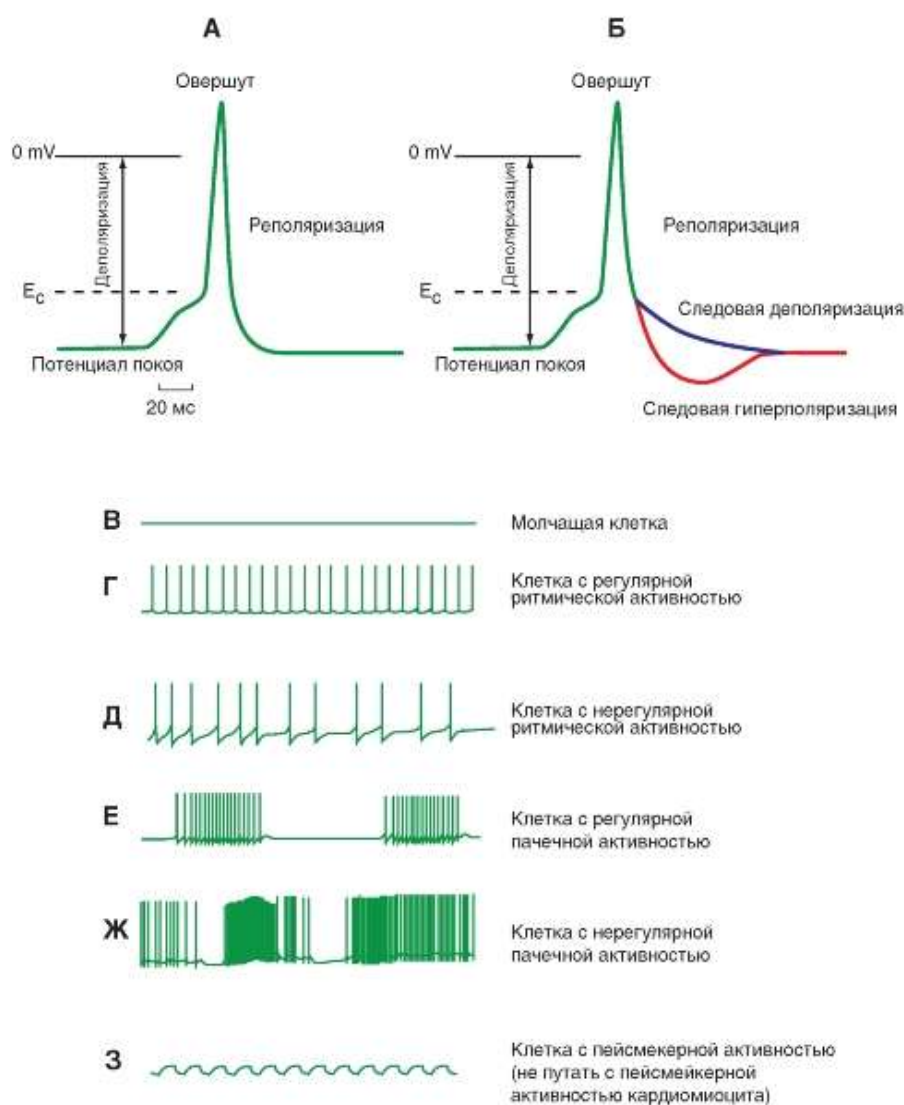 А
Б
Овершут
Овершут
0 mV
0 mV
Деполяризация
Деполяризация
Реполяризация
Реполяризация
Eс
Eс
Следовая деполяризация
Потенциал покоя
Потенциал покоя
20 мс
Следовая гиперполяризация
В
Молчащая клетка
Г
Клетка с регулярной
ритмической активностью
Д
Клетка с нерегулярной
ритмической активностью
Е
Клетка с регулярной
пачечной активностью
Ж
Клетка с нерегулярной
пачечной активностью
З
Клетка с пейсмекерной активностью
(не путать с пейсмейкерной
активностью кардиомиоцита)